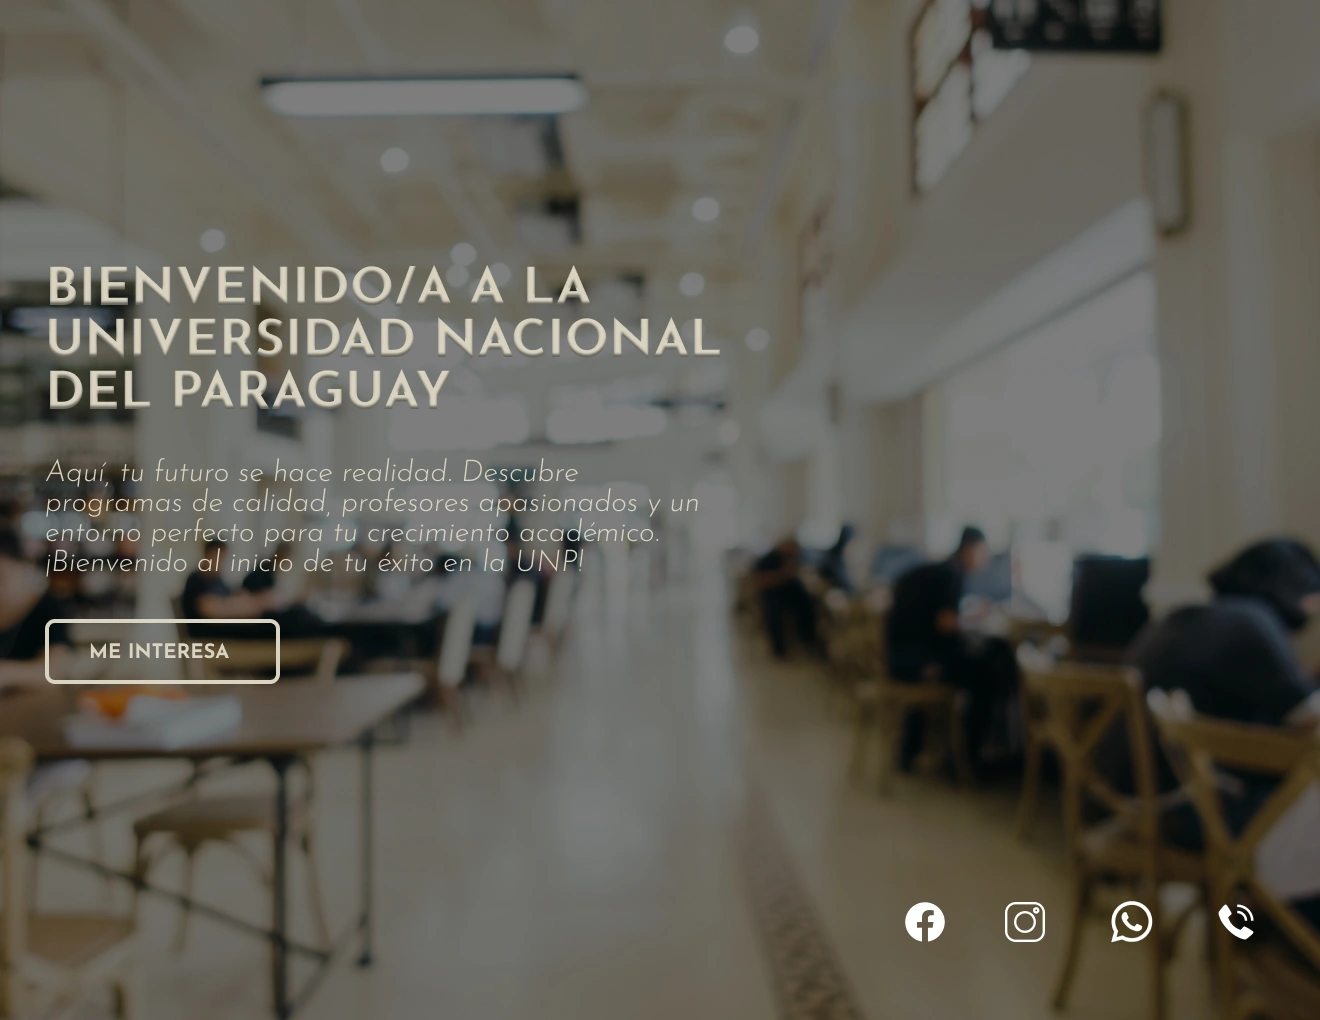 BIENVENIDO/A A LA
UNIVERSIDAD NACIONAL
DEL PARAGUAY
Aquí, tu futuro se hace realidad. Descubre
programas de calidad, profesores apasionados y un
entorno perfecto para tu crecimiento académico.
¡Bienvenido al inicio de tu éxito en la UNP!
ME INTERESA